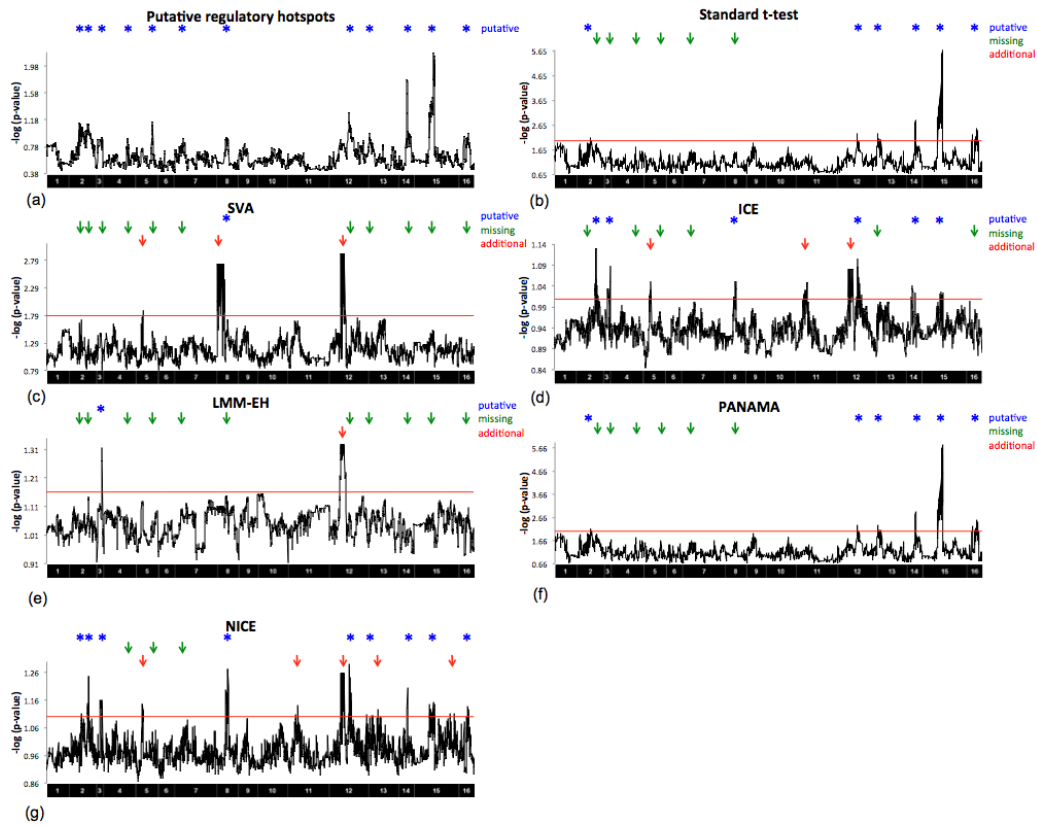 Putative regulatory hotspots
* * * * * * * * * * * *
putative
-log (p-value)
1.98
1.58
1.18
0.78
0.38
1 2 3 4 5 6 7 8 9 10 11 12 13 14 15 16
(a)
Standard t-test
putative
missing
additional
-log (p-value)
5.65
4.65
3.65
2.65
1.65
0.65
1 2 3 4 5 6 7 8 9 10 11 12 13 14 15 16
(b)
SVA
putative
missing
additional
-log (p-value)
2.79
2.29
1.79
1.29
0.79
1 2 3 4 5 6 7 8 9 10 11 12 13 14 15 16
(c)
ICE
putative
missing
additional
-log (p-value)
1.14
1.09
1.04
0.99
0.94
0.89
0.84
1 2 3 4 5 6 7 8 9 10 11 12 13 14 15 16
(d)
LMM-EH
putative
missing
additional
-log (p-value)
1.31
1.21
1.11
1.01
0.91
1 2 3 4 5 6 7 8 9 10 11 12 13 14 15 16
(e)
PANAMA
putative
missing
additional
-log (p-value)
5.66
4.66
3.66
2.66
1.66
0.66
1 2 3 4 5 6 7 8 9 10 11 12 13 14 15 16
(f)
NICE
putative
missing
additional
-log (p-value)
1.26
1.16
1.06
0.96
0.86
1 2 3 4 5 6 7 8 9 10 11 12 13 14 15 16
(g)